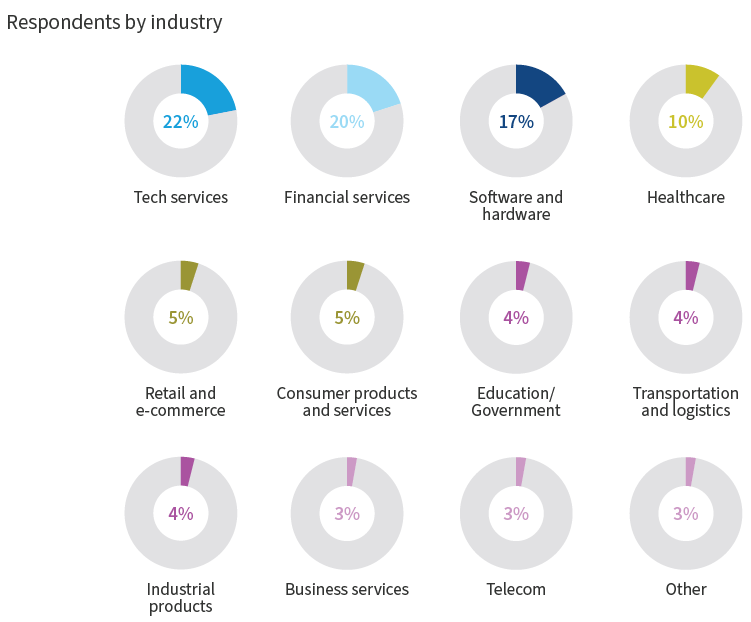 Respondents by industry
22%
20%
17%
10%
Tech services
Financial services
Software and
hardware
Healthcare
5%
5%
4%
4%
Retail and
e-commerce
Consumer products
and services
Education/
Government
Transportation
and logistics
4%
3%
3%
3%
Industrial
products
Business services
Telecom
Other